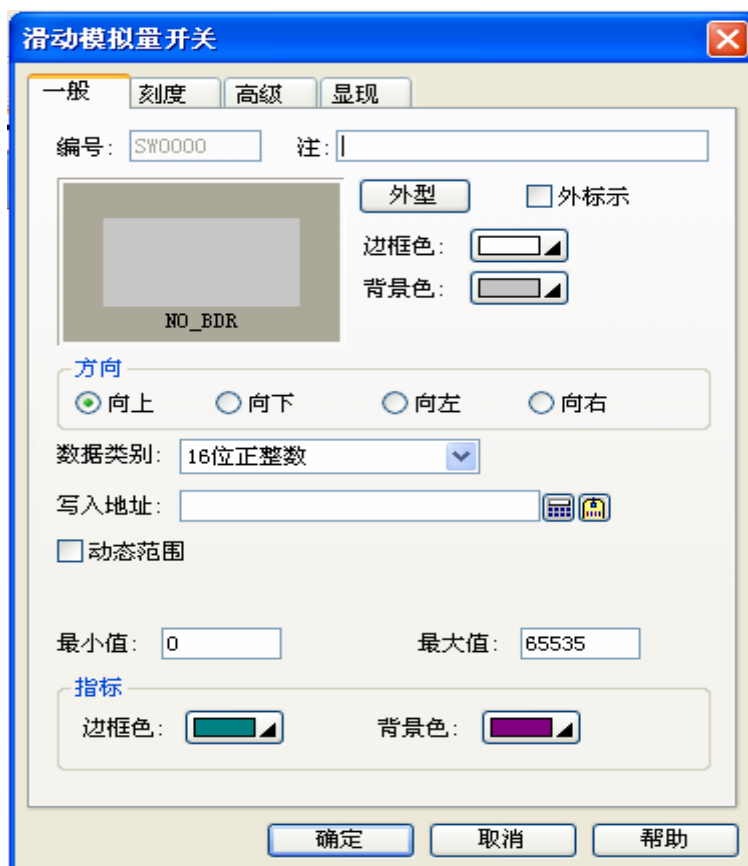 滑动模拟量开关
一般 刻度 高级 显现
编号: SW0000 注:
外型 外标示
边框色:
背景色:
NO_BDR
方向
向上 向下 向左 向右
数据类别: 16位正整数
写入地址:
动态范围
最小值: 0 最大值: 65535
指标
边框色: 背景色:
确定 取消 帮助